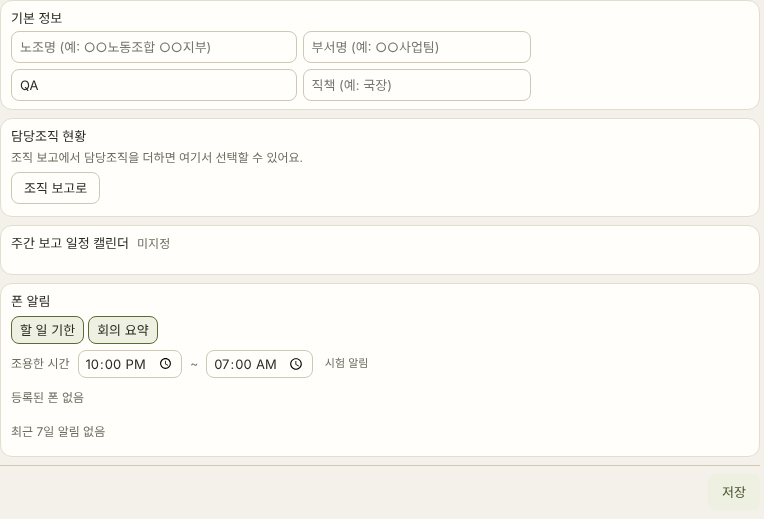 기본 정보
노조명 (예: ○○노동조합 ○○지부) 부서명 (예: ○○사업팀)
QA 직책 (예: 국장)
담당조직 현황
조직 보고에서 담당조직을 더하면 여기서 선택할 수 있어요.
조직 보고로
주간 보고 일정 캘린더 미지정
폰 알림
할 일 기한 회의 요약
조용한 시간 10:00 PM ~ 07:00 AM 시험 알림
등록된 폰 없음
최근 7일 알림 없음
저장